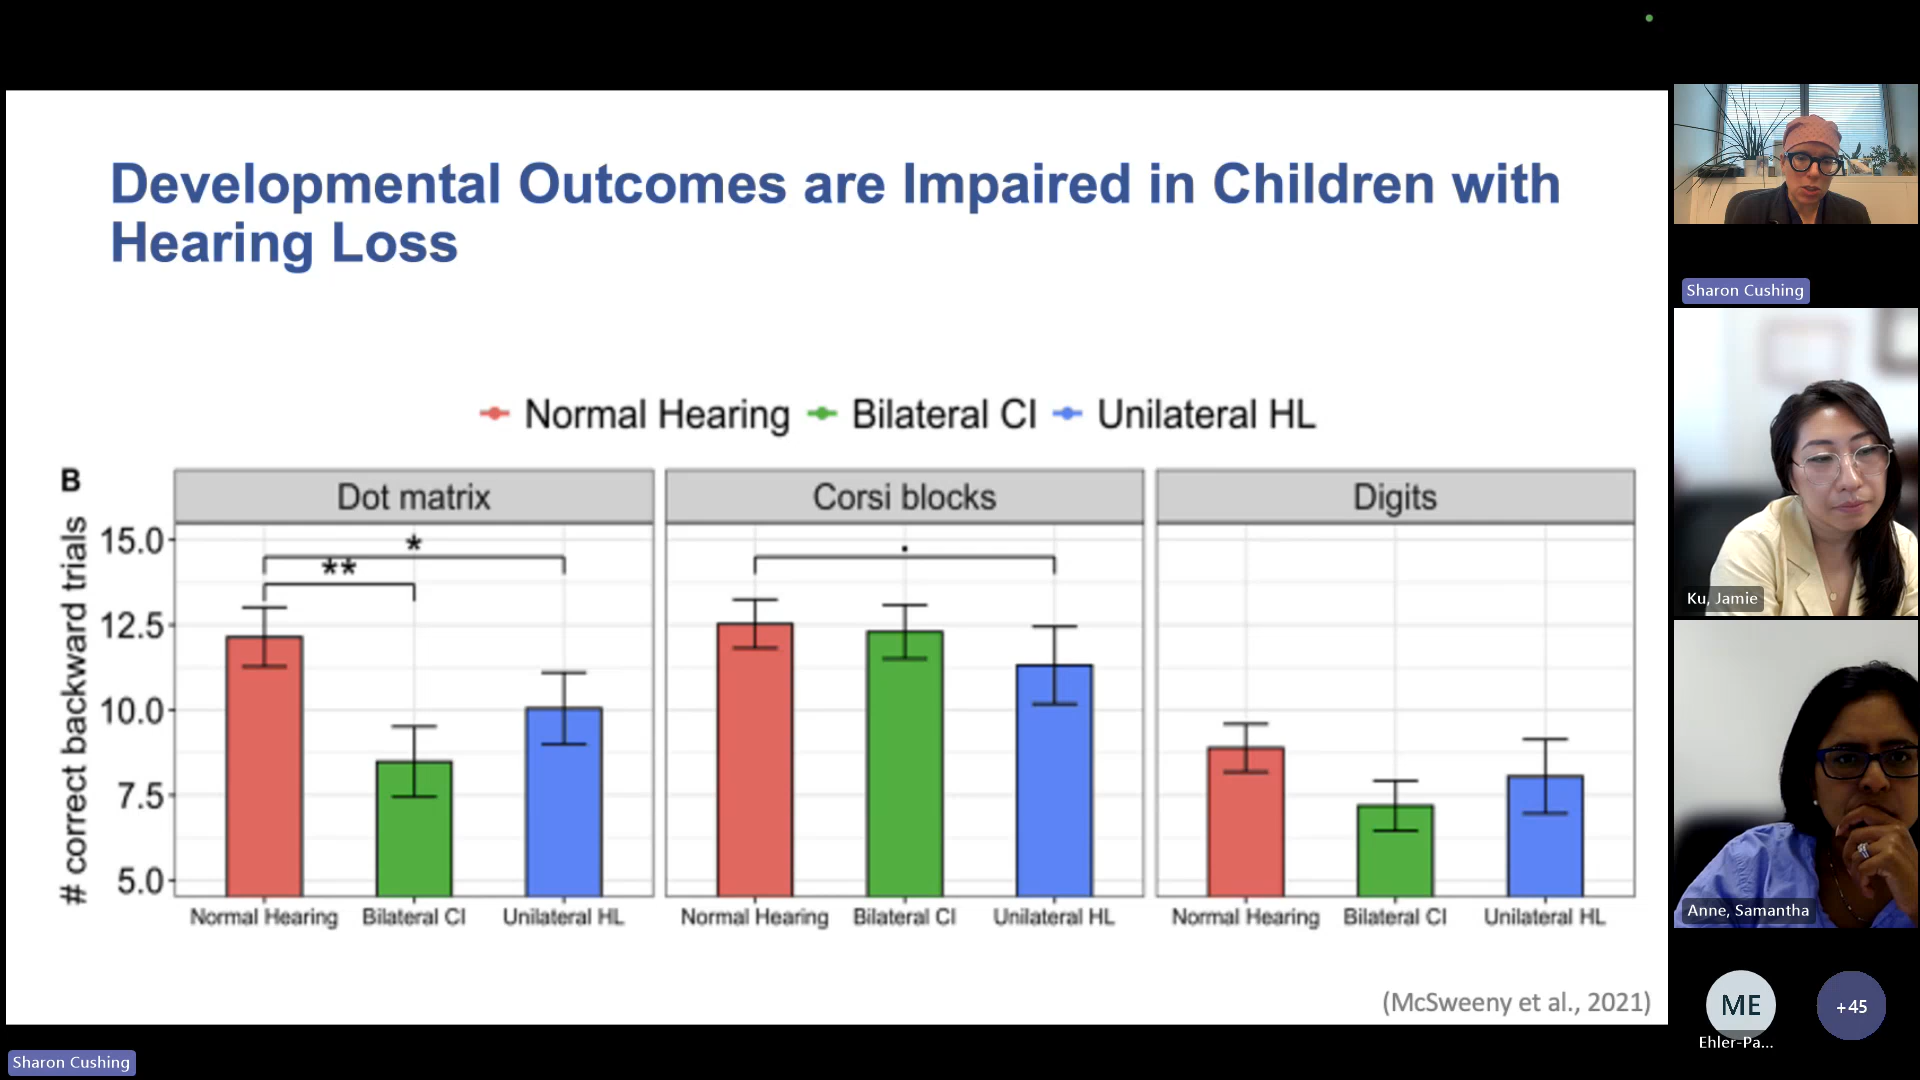 Developmental Outcomes are Impaired in Children with
Hearing Loss
Normal Hearing Bilateral CI Unilateral HL
B
Dot matrix Corsi blocks Digits
# correct backward trials
15.0
12.5
10.0
7.5
5.0
* ** .
Normal Hearing Bilateral CI Unilateral HL Normal Hearing Bilateral CI Unilateral HL Normal Hearing Bilateral CI Unilateral HL
(McSweeny et al., 2021)
Sharon Cushing
Sharon Cushing
Ku, Jamie
Anne, Samantha
ME
Ehler-Pa...
+45